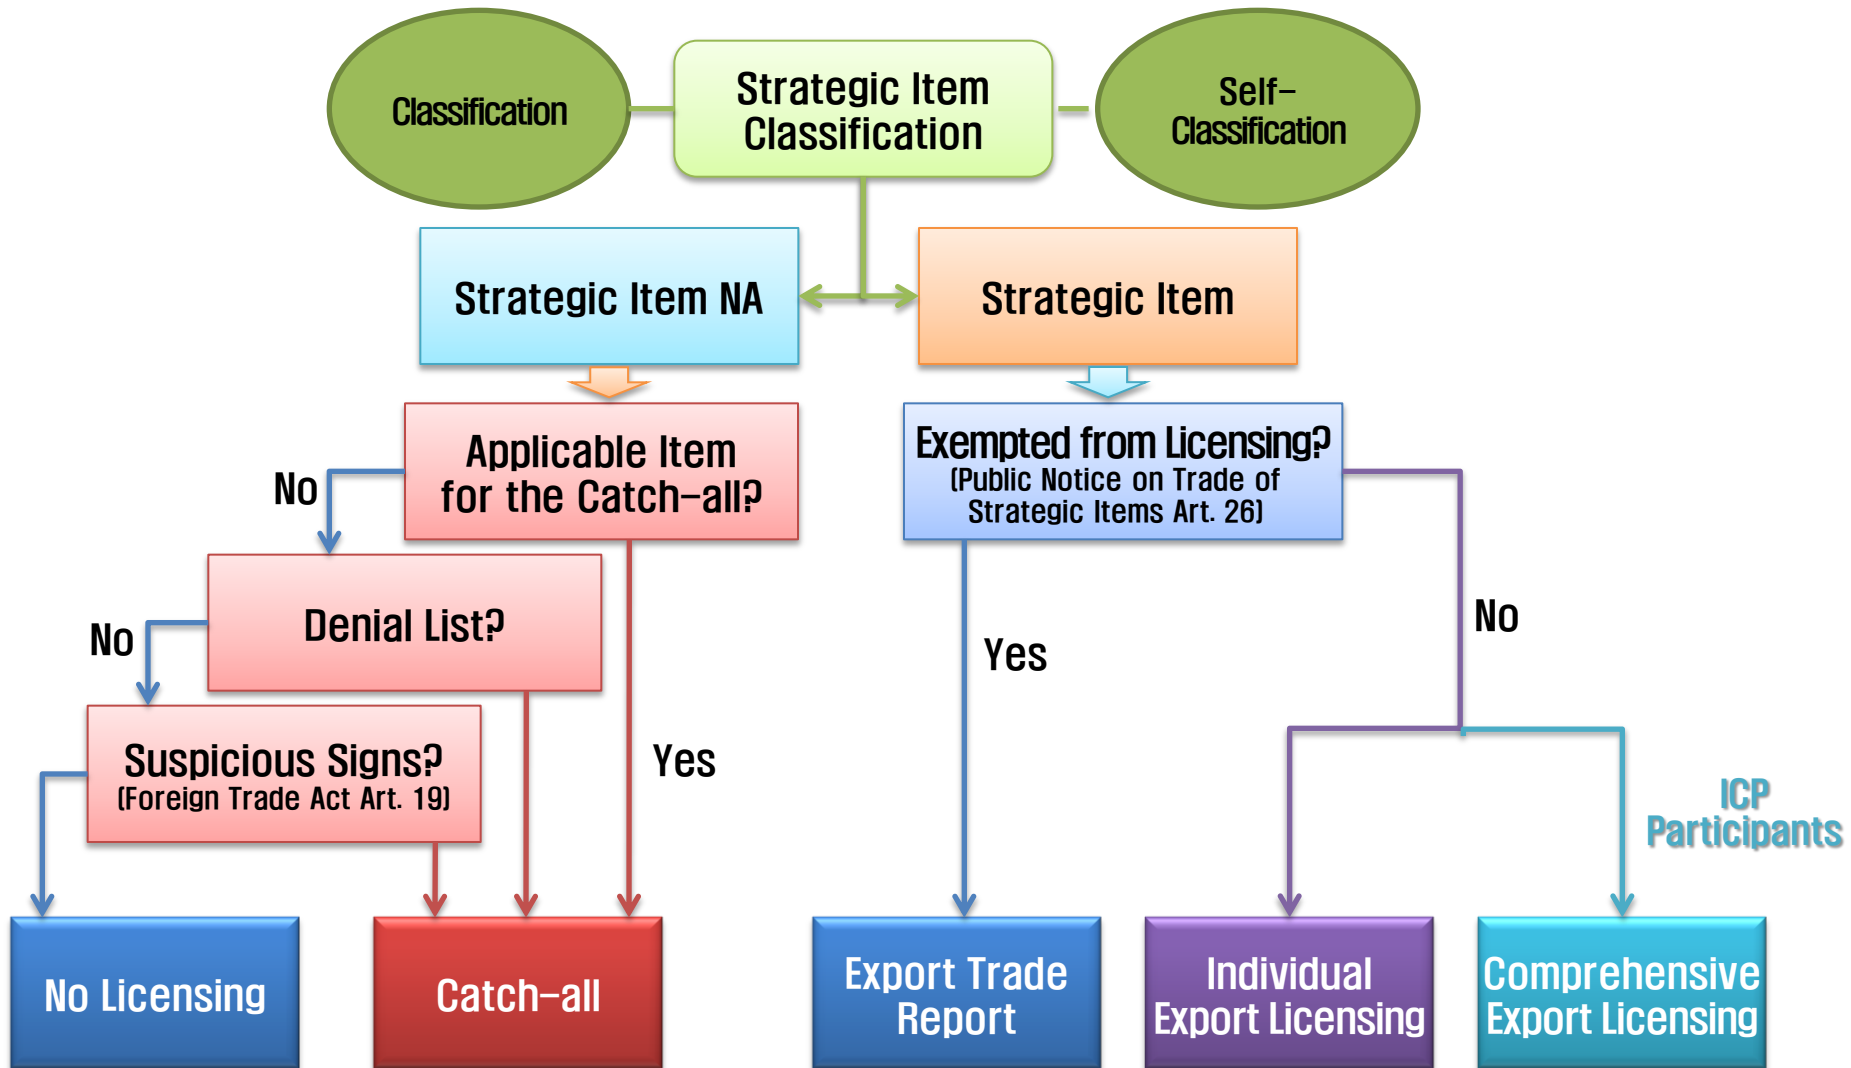 Classification
Strategic Item
Classification
Self-
Classification
Strategic Item NA
Strategic Item
Applicable Item
for the Catch-all?
Exempted from Licensing?
(Public Notice on Trade of
Strategic Items Art. 26)
No
Denial List?
No
No
Yes
Suspicious Signs?
(Foreign Trade Act Art. 19)
Yes
ICP
Participants
No Licensing
Catch-all
Export Trade
Report
Individual
Export Licensing
Comprehensive
Export Licensing